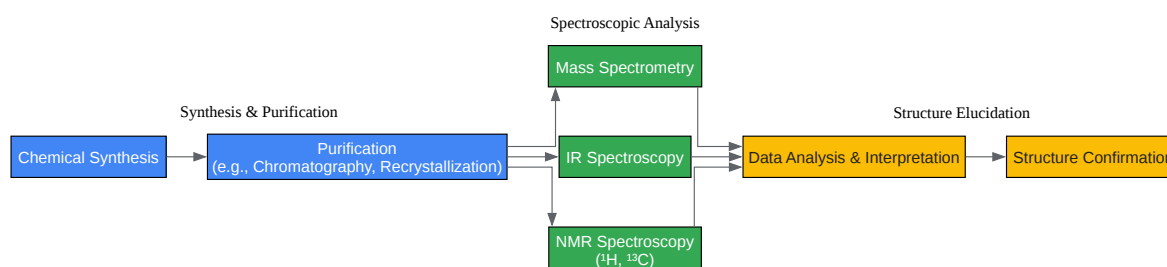 Spectroscopic Analysis
Mass Spectrometry
Synthesis & Purification
Structure Elucidation
Chemical Synthesis
Purification
(e.g., Chromatography, Recrystallization)
IR Spectroscopy
Data Analysis & Interpretation
Structure Confirmation
NMR Spectroscopy
(¹H, ¹³C)